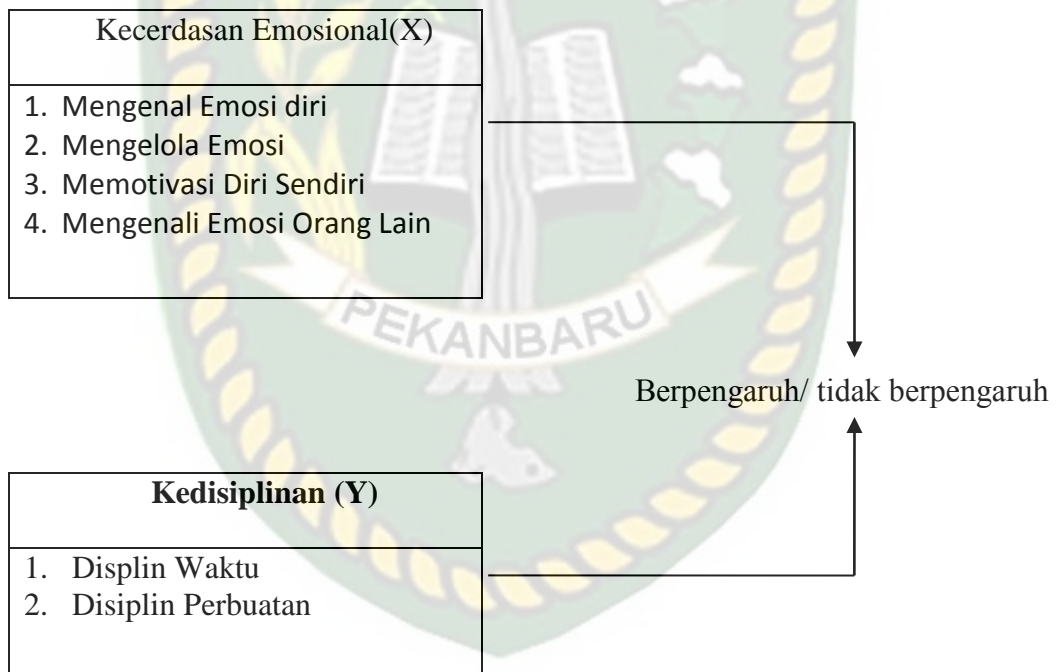 Kecerdasan Emosional(X)
1. Mengenal Emosi diri
2. Mengelola Emosi
3. Memotivasi Diri Sendiri
4. Mengenali Emosi Orang Lain
PEKANBARU
Berpengaruh/ tidak berpengaruh
Kedisiplinan (Y)
1. Displin Waktu
2. Disiplin Perbuatan